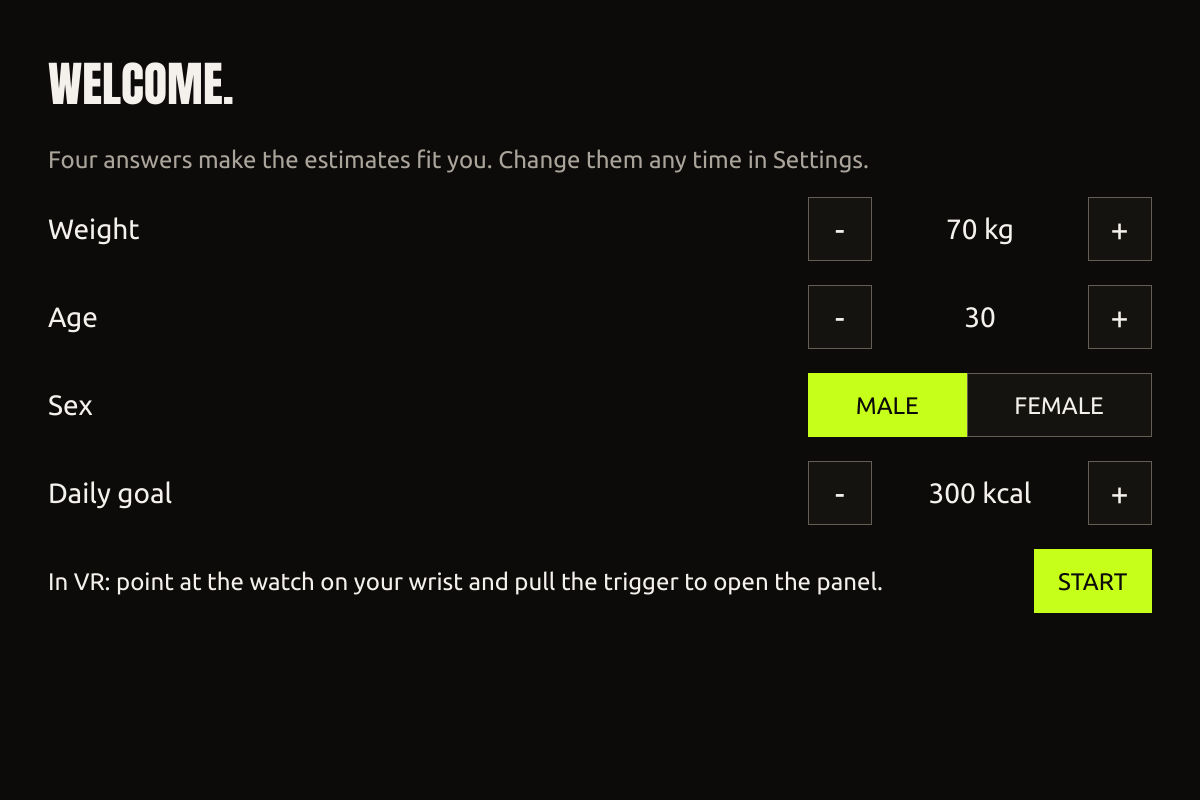 WELCOME.
Four answers make the estimates fit you. Change them any time in Settings.
Weight - 70 kg +
Age - 30 +
Sex MALE FEMALE
Daily goal - 300 kcal +
In VR: point at the watch on your wrist and pull the trigger to open the panel. START